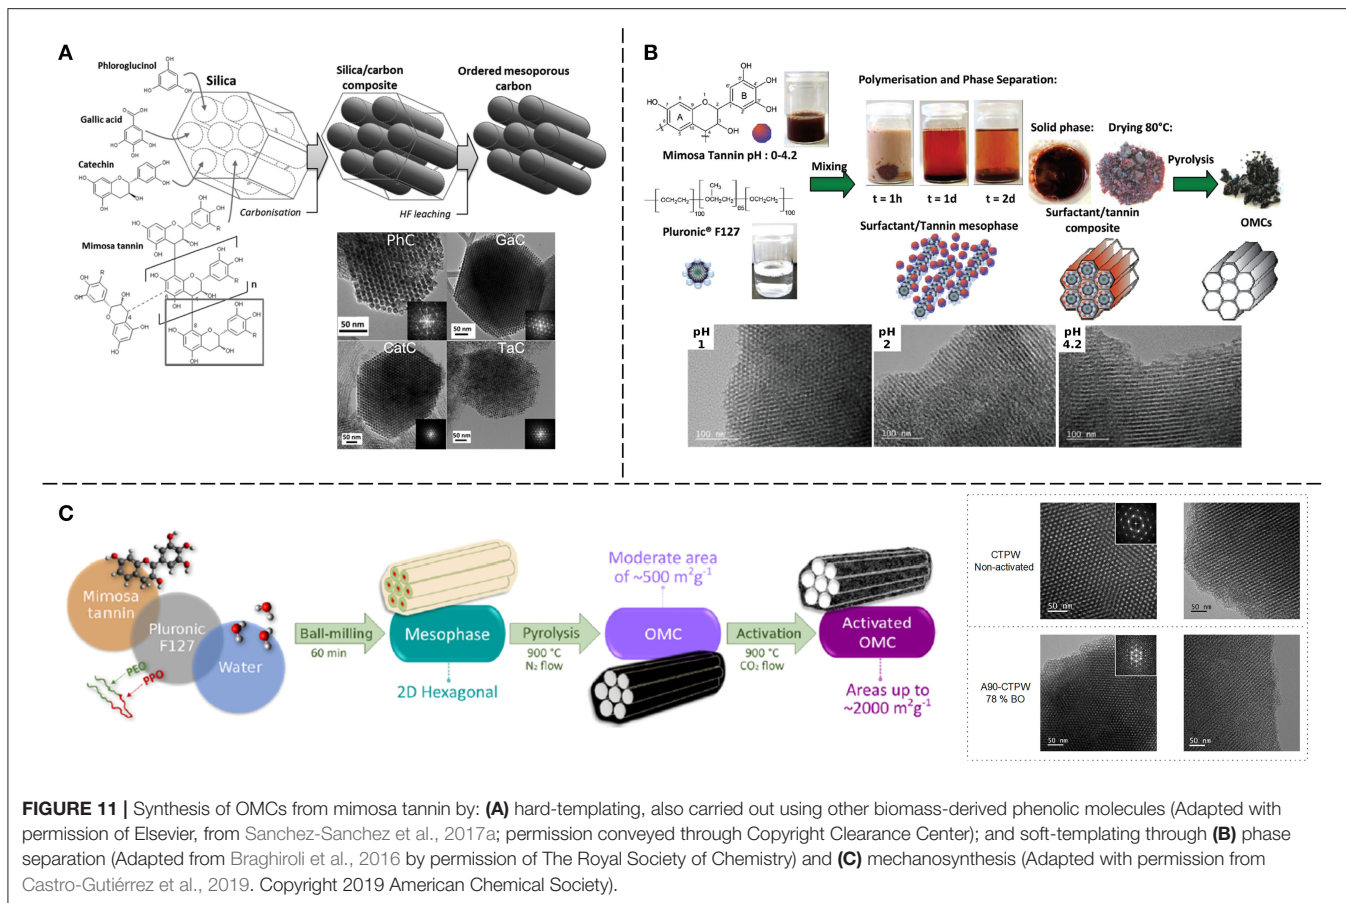 A
Phloroglucinol
Silica
Silica/carbon
composite
Ordered mesoporous
carbon
Gallic acid
Catechin
Mimosa tannin
Carbonisation
HF leaching
n
PhC
GaC
CatC
TaC
50 nm
50 nm
50 nm
50 nm
B
Mimosa Tannin pH : 0-4.2
Pluronic® F127
Mixing
Polymerisation and Phase Separation:
t = 1h
t = 1d
t = 2d
Solid phase:
Drying 80°C:
Pyrolysis
OMCs
Surfactant/Tannin mesophase
Surfactant/tannin
composite
pH
1
pH
2
pH
4.2
100 nm
100 nm
100 nm
C
Mimosa
tannin
Pluronic
F127
Water
PEO
PPO
Ball-milling
60 min
Mesophase
2D Hexagonal
Pyrolysis
900 °C
N₂ flow
Moderate area
of ~500 m²g⁻¹
OMC
Activation
900 °C
CO₂ flow
Activated
OMC
Areas up to
~2000 m²g⁻¹
CTPW
Non-activated
50 nm
50 nm
A90-CTPW
78 % BO
50 nm
50 nm
FIGURE 11 | Synthesis of OMCs from mimosa tannin by: (A) hard-templating, also carried out using other biomass-derived phenolic molecules (Adapted with
permission of Elsevier, from Sanchez-Sanchez et al., 2017a; permission conveyed through Copyright Clearance Center); and soft-templating through (B) phase
separation (Adapted from Braghiroli et al., 2016 by permission of The Royal Society of Chemistry) and (C) mechanosynthesis (Adapted with permission from
Castro-Gutiérrez et al., 2019. Copyright 2019 American Chemical Society).